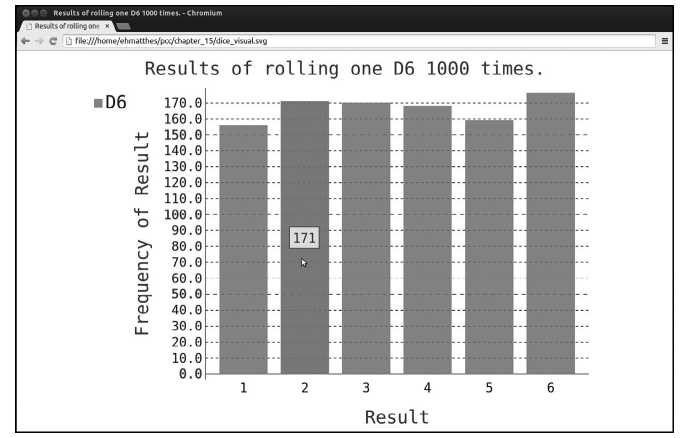 Results of rolling one D6 1000 times. - Chromium
Results of rolling one ×
file:///home/ehmatthes/pcc/chapter_15/dice_visual.svg
Results of rolling one D6 1000 times.
D6
Frequency of Result
170.0
160.0
150.0
140.0
130.0
120.0
110.0
100.0
90.0
80.0
70.0
60.0
50.0
40.0
30.0
20.0
10.0
0.0
171
1 2 3 4 5 6
Result